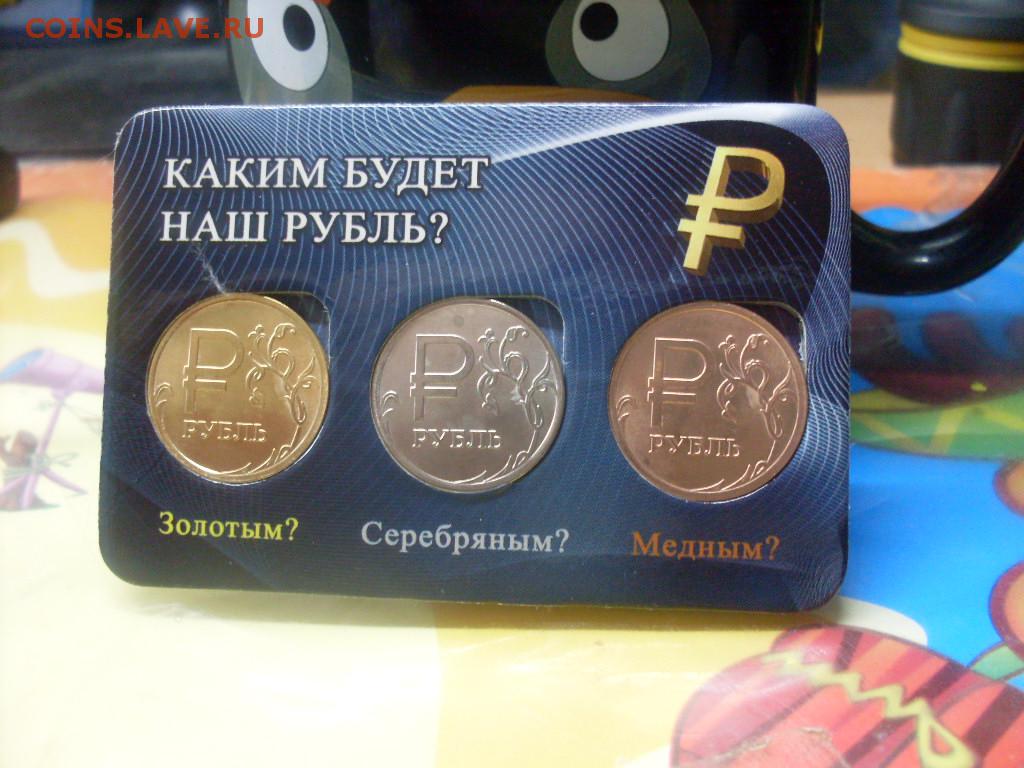 COINS.LAVE.RU
КАКИМ БУДЕТ
НАШ РУБЛЬ?
РУБЛЬ
РУБЛЬ
РУБЛЬ
Золотым?
Серебряным?
Медным?